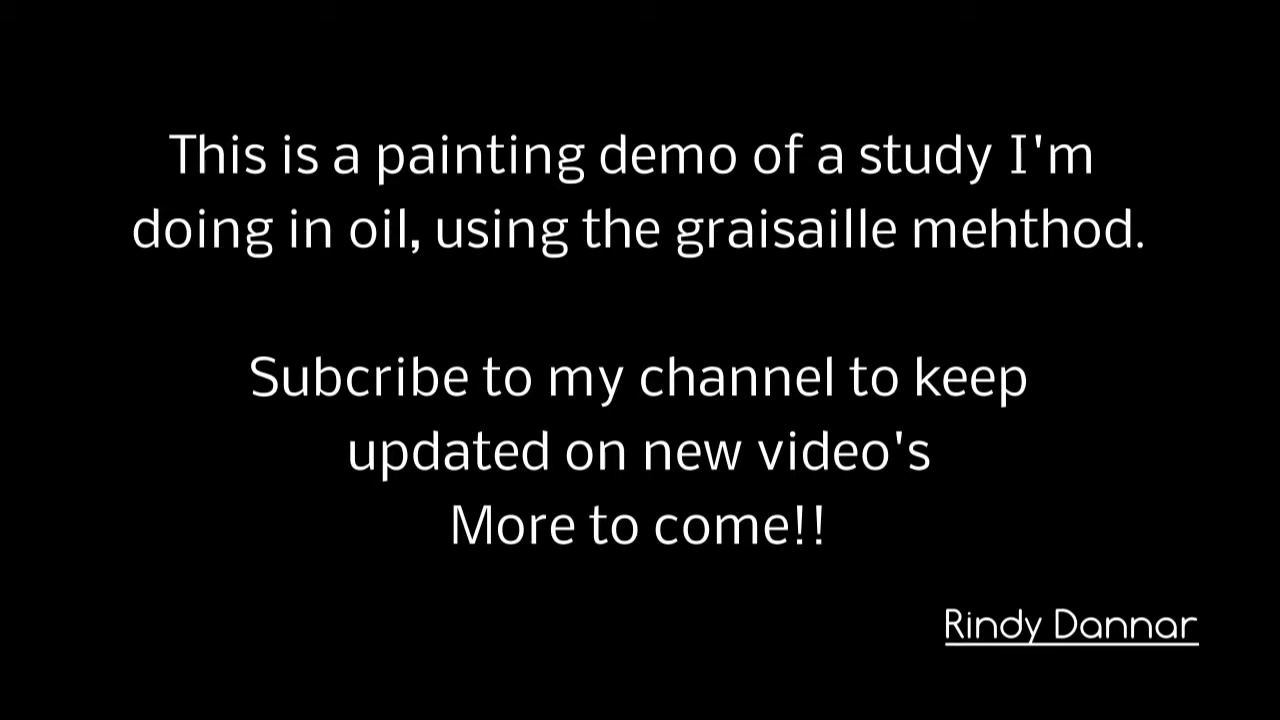 This is a painting demo of a study I'm
doing in oil, using the graisaille mehthod.
Subcribe to my channel to keep
updated on new video's
More to come!!
Rindy Dannar